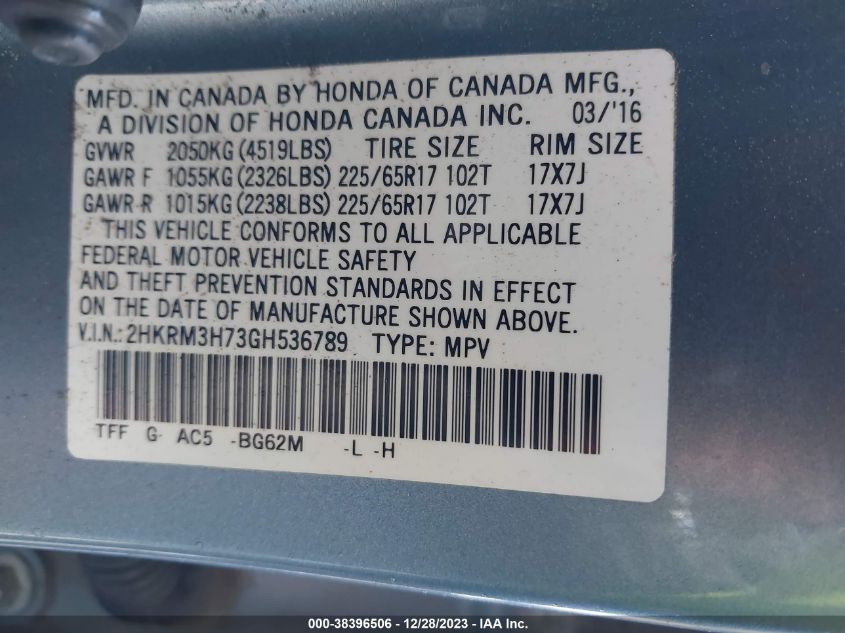 MFD. IN CANADA BY HONDA OF CANADA MFG.,
A DIVISION OF HONDA CANADA INC. 03/'16
GVWR 2050KG (4519LBS) TIRE SIZE RIM SIZE
GAWR F 1055KG (2326LBS) 225/65R17 102T 17X7J
GAWR R 1015KG (2238LBS) 225/65R17 102T 17X7J
THIS VEHICLE CONFORMS TO ALL APPLICABLE
FEDERAL MOTOR VEHICLE SAFETY
AND THEFT PREVENTION STANDARDS IN EFFECT
ON THE DATE OF MANUFACTURE SHOWN ABOVE.
V.I.N.: 2HKRM3H73GH536789 TYPE: MPV
TFF G- AC5 -BG62M -L -H
000-38396506 - 12/28/2023 - IAAI.com.